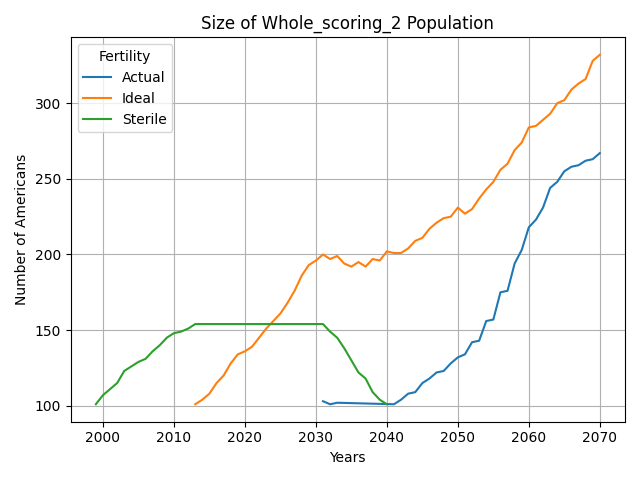 Size of Whole_scoring_2 Population
Fertility
Actual
Ideal
Sterile
Number of Americans
300
250
200
150
100
2000 2010 2020 2030 2040 2050 2060 2070
Years